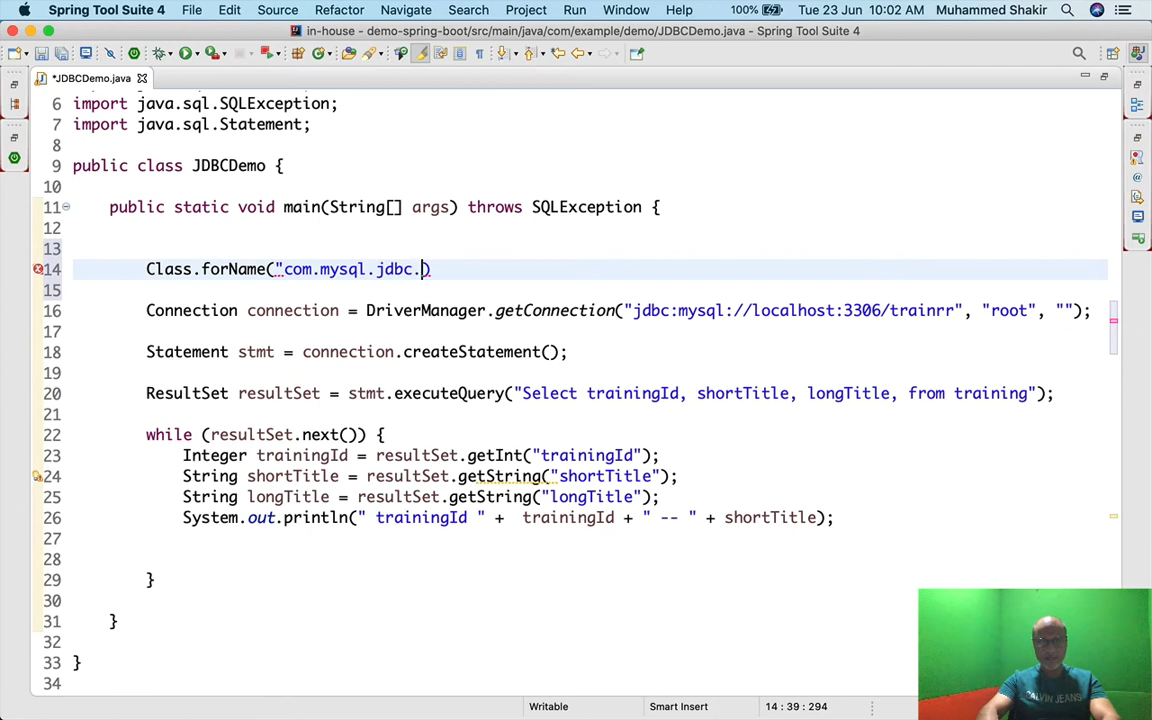 Spring Tool Suite 4 File Edit Source Refactor Navigate Search Project Run Window Help 100% Tue 23 Jun 10:02 AM Muhammed Shakir
in-house - demo-spring-boot/src/main/java/com/example/demo/JDBCDemo.java - Spring Tool Suite 4
*JDBCDemo.java
6 import java.sql.SQLException;
7 import java.sql.Statement;
8
9 public class JDBCDemo {
10
11 public static void main(String[] args) throws SQLException {
12
13
14 Class.forName("com.mysql.jdbc.)
15
16 Connection connection = DriverManager.getConnection("jdbc:mysql://localhost:3306/trainrr", "root", "");
17
18 Statement stmt = connection.createStatement();
19
20 ResultSet resultSet = stmt.executeQuery("Select trainingId, shortTitle, longTitle, from training");
21
22 while (resultSet.next()) {
23 Integer trainingId = resultSet.getInt("trainingId");
24 String shortTitle = resultSet.getString("shortTitle");
25 String longTitle = resultSet.getString("longTitle");
26 System.out.println(" trainingId " + trainingId + " -- " + shortTitle);
27
28
29 }
30
31 }
32
33 }
34
CALVIN JEANS
Writable Smart Insert 14 : 39 : 294